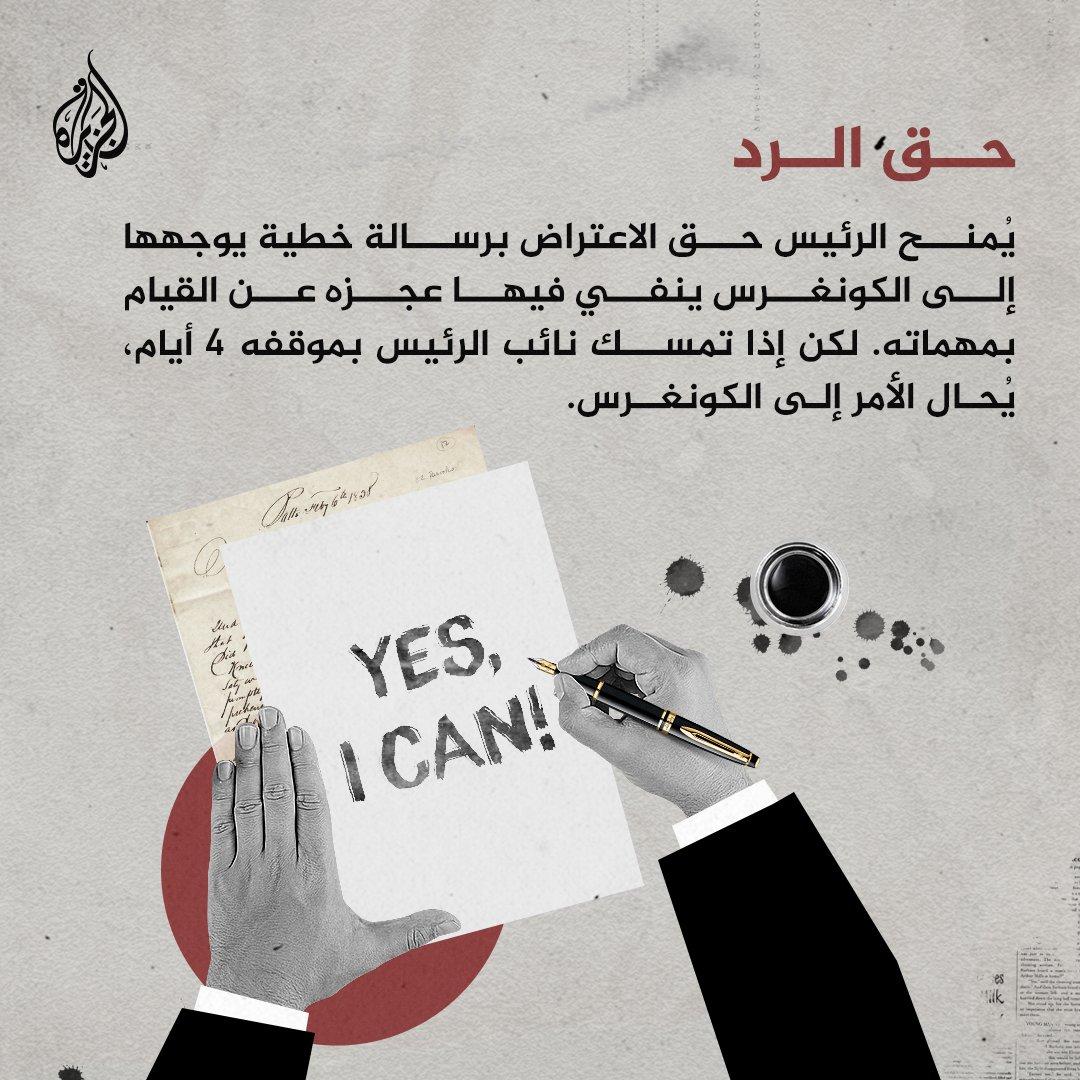 الجزيرة
حق الرد
يُمنح الرئيس حق الاعتراض برسالة خطية يوجهها
إلى الكونغرس ينفي فيها عجزه عن القيام
بمهماته. لكن إذا تمسك نائب الرئيس بموقفه 4 أيام،
يُحال الأمر إلى الكونغرس.
YES,
I CAN!